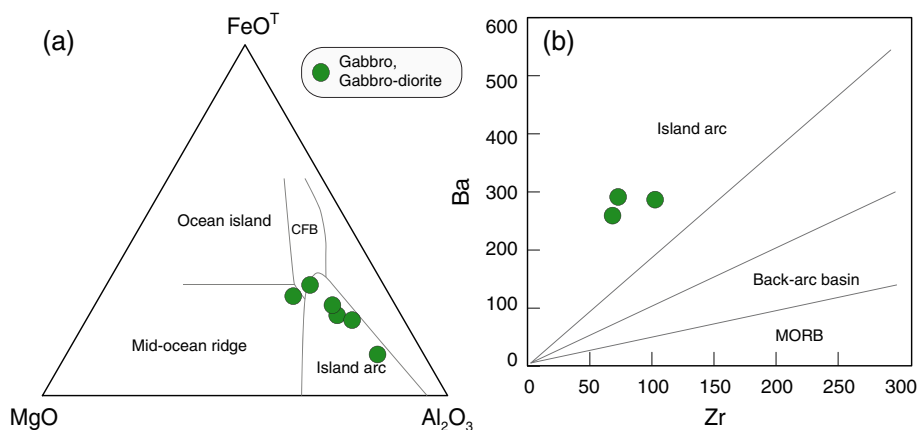 (a)
FeOᵀ
Gabbro,
Gabbro-diorite
Ocean island
CFB
Mid-ocean ridge
Island arc
MgO
Al₂O₃
(b)
600
500
400
300
200
100
0
Ba
Island arc
Back-arc basin
MORB
0
50
100
150
200
250
300
Zr